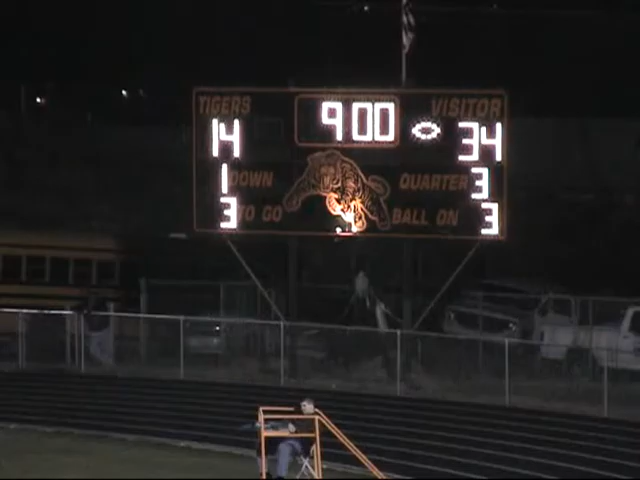 TIGERS 9:00 VISITOR
14 34
1 DOWN QUARTER 3
3 TO GO BALL ON 3